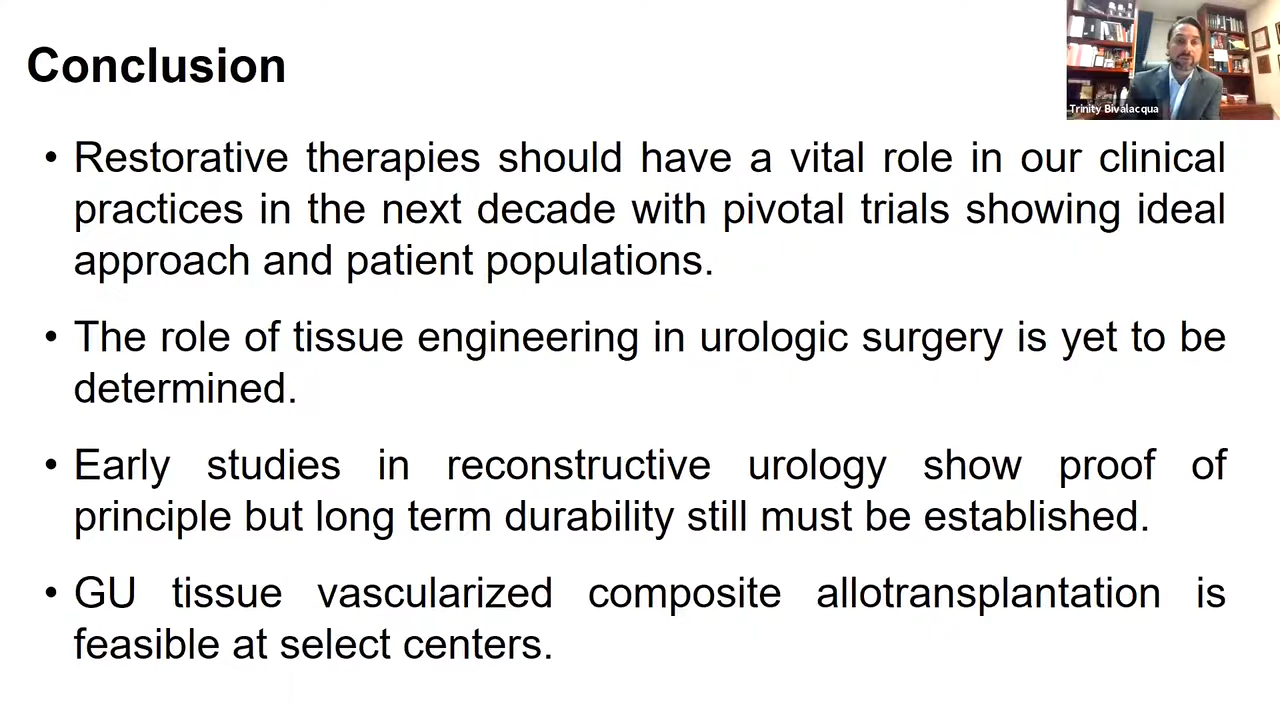 Conclusion
Trinity Bivalacqua
• Restorative therapies should have a vital role in our clinical
practices in the next decade with pivotal trials showing ideal
approach and patient populations.
• The role of tissue engineering in urologic surgery is yet to be
determined.
• Early studies in reconstructive urology show proof of
principle but long term durability still must be established.
• GU tissue vascularized composite allotransplantation is
feasible at select centers.